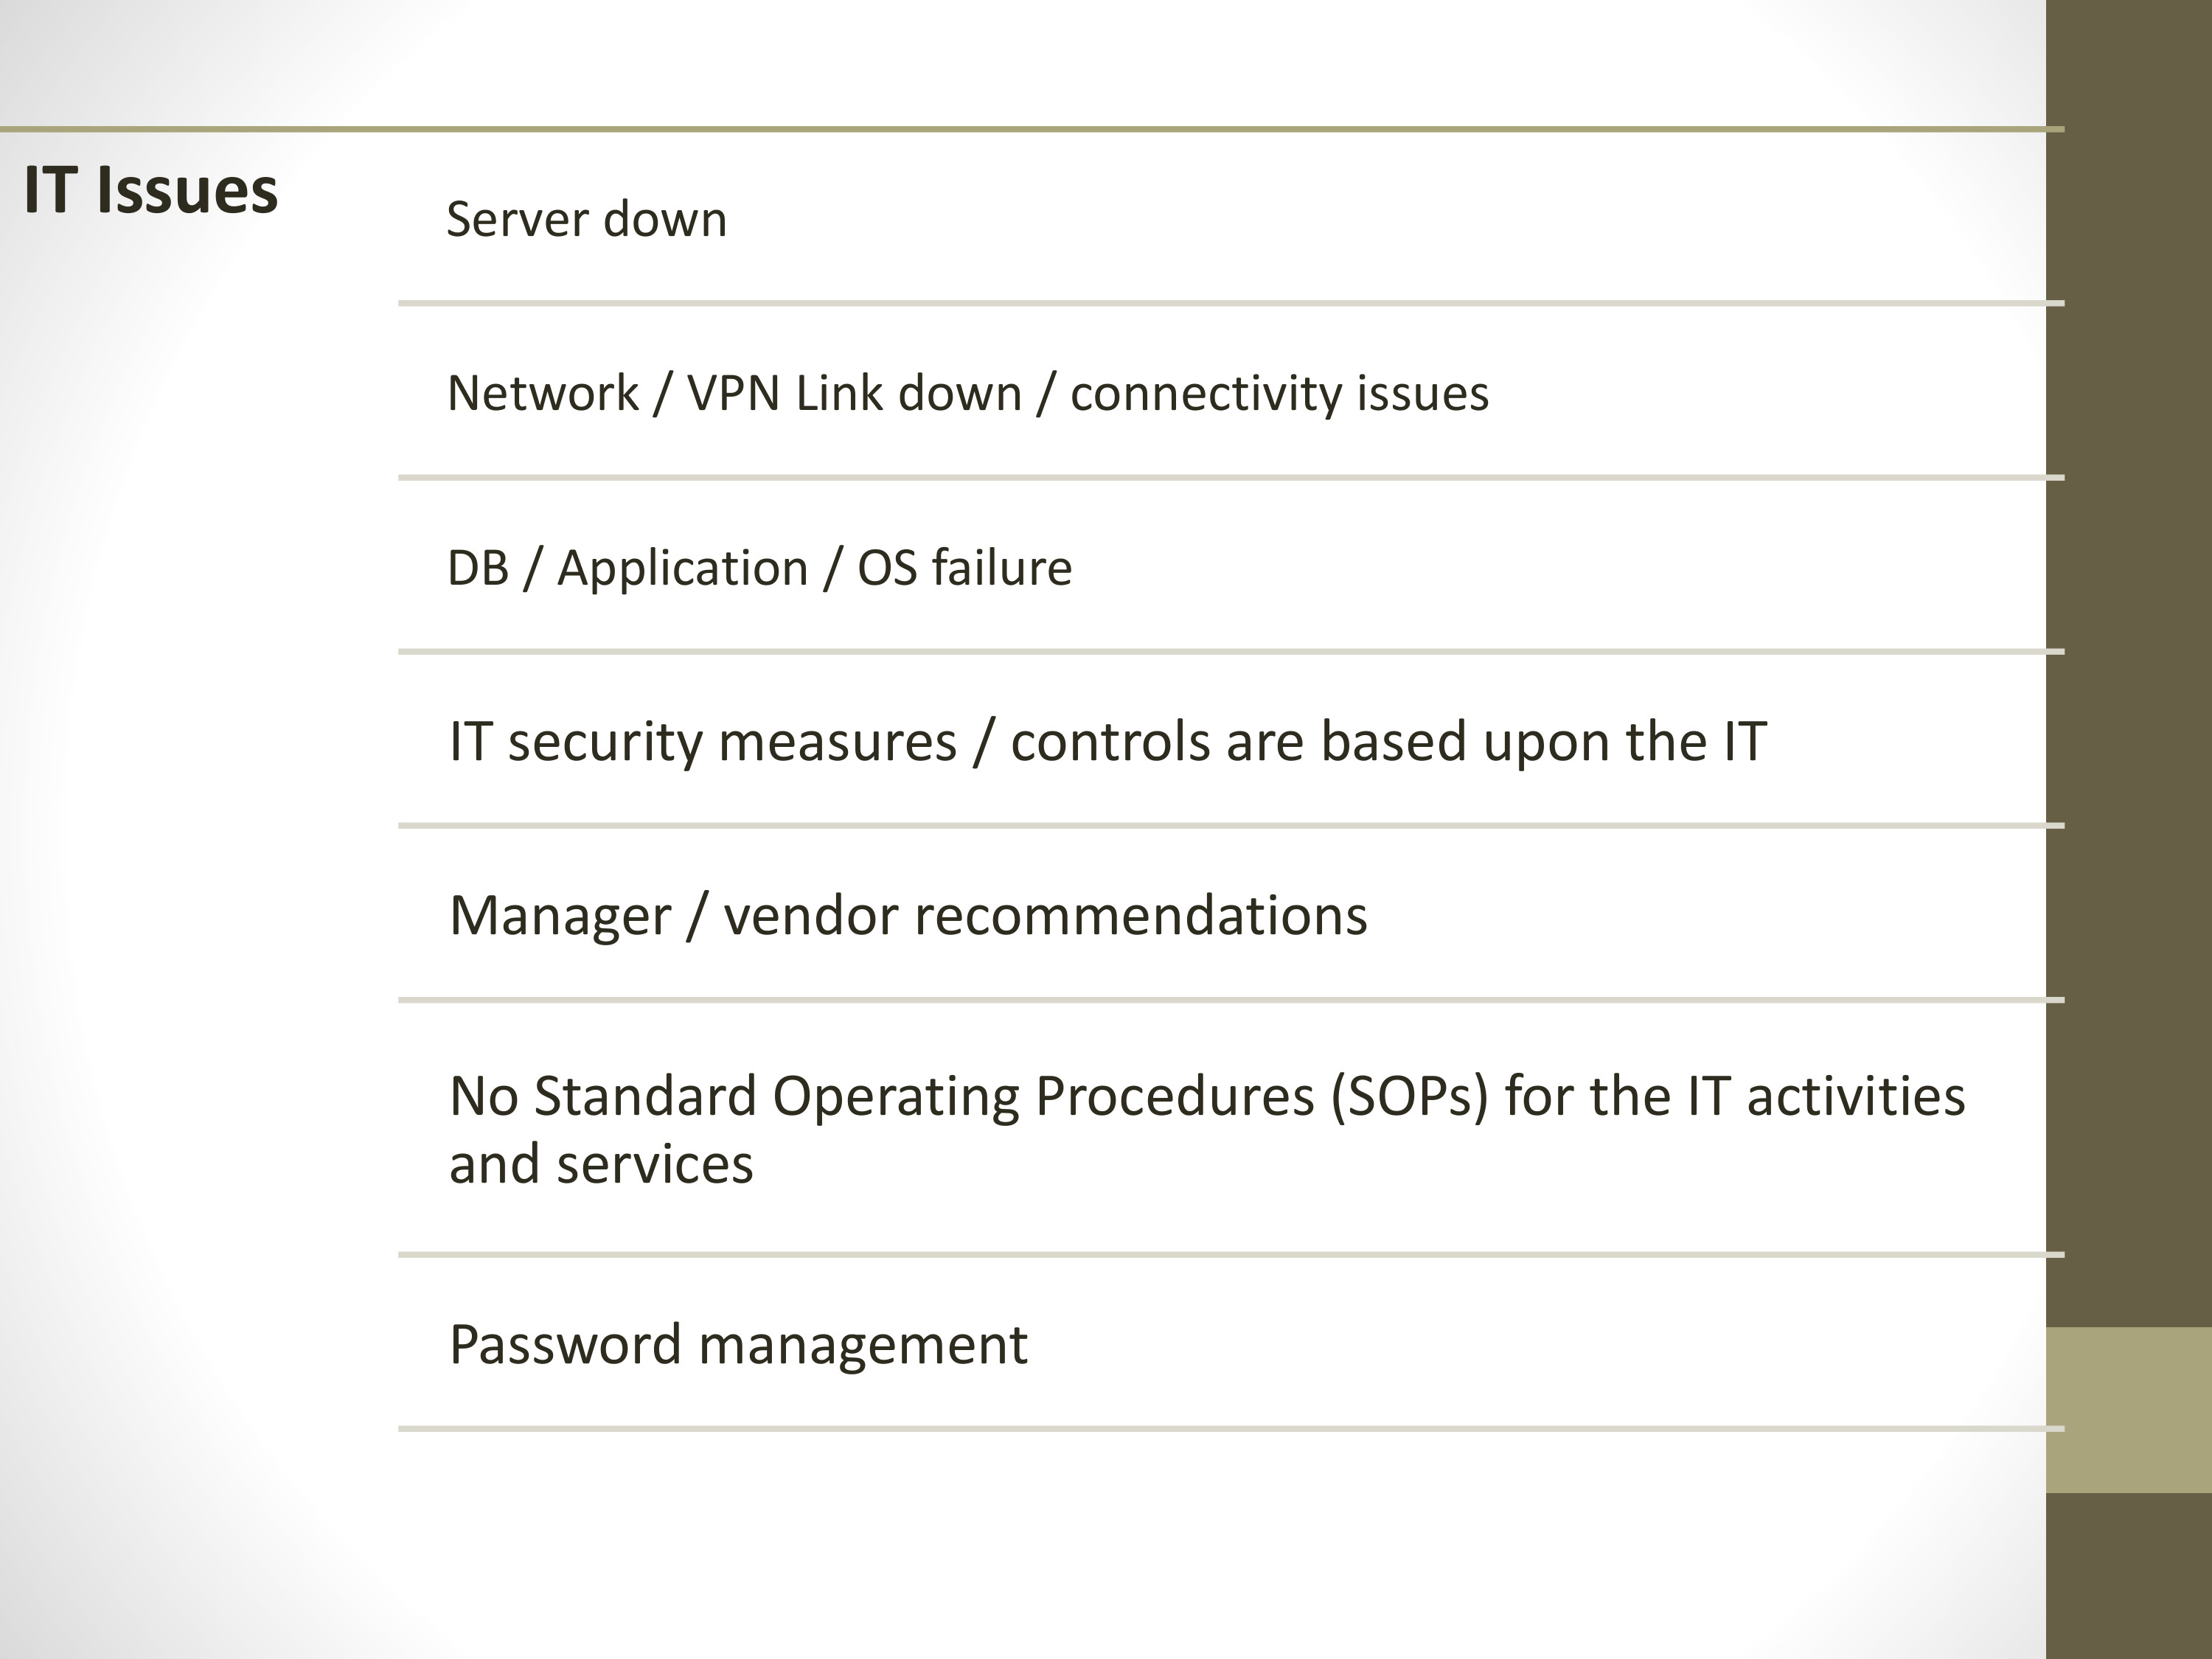 IT Issues
Server down
Network / VPN Link down / connectivity issues
DB / Application / OS failure
IT security measures / controls are based upon the IT
Manager / vendor recommendations
No Standard Operating Procedures (SOPs) for the IT activities
and services
Password management